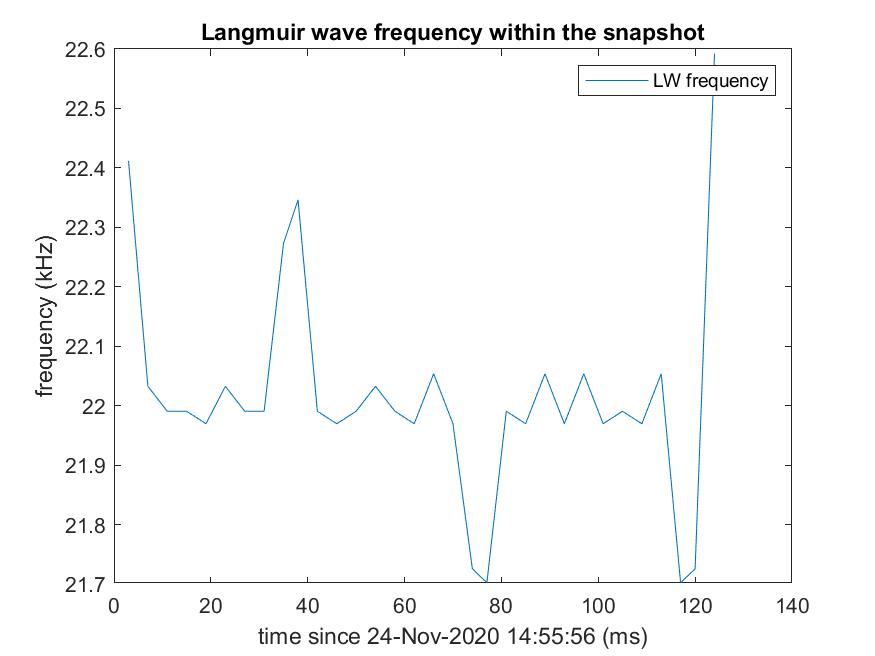 Langmuir wave frequency within the snapshot
LW frequency
frequency (kHz)
22.6
22.5
22.4
22.3
22.2
22.1
22
21.9
21.8
21.7
0 20 40 60 80 100 120 140
time since 24-Nov-2020 14:55:56 (ms)